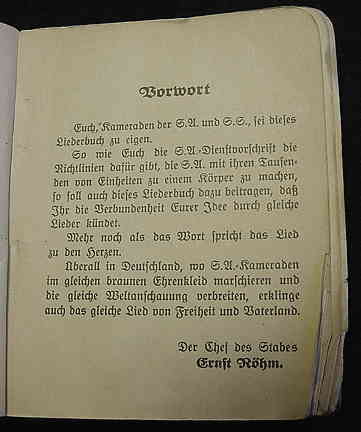 Vorwort
Euch, Kameraden der S.A. und S.S., sei dieses
Liederbuch zu eigen.
So wie Euch die S.A.-Dienstvorschrift die
Richtlinien dafür gibt, die S.A. mit ihren Tausen-
den von Einheiten zu einem Körper zu machen,
so soll auch dieses Liederbuch dazu beitragen, daß
Ihr die Verbundenheit Eurer Idee durch gleiche
Lieder kündet.
Mehr noch als das Wort spricht das Lied
zu den Herzen.
Überall in Deutschland, wo S.A.-Kameraden
im gleichen braunen Ehrenkleid marschieren und
die gleiche Weltanschauung verbreiten, erklinge
auch das gleiche Lied von Freiheit und Vaterland.
Der Chef des Stabes
Ernst Röhm.